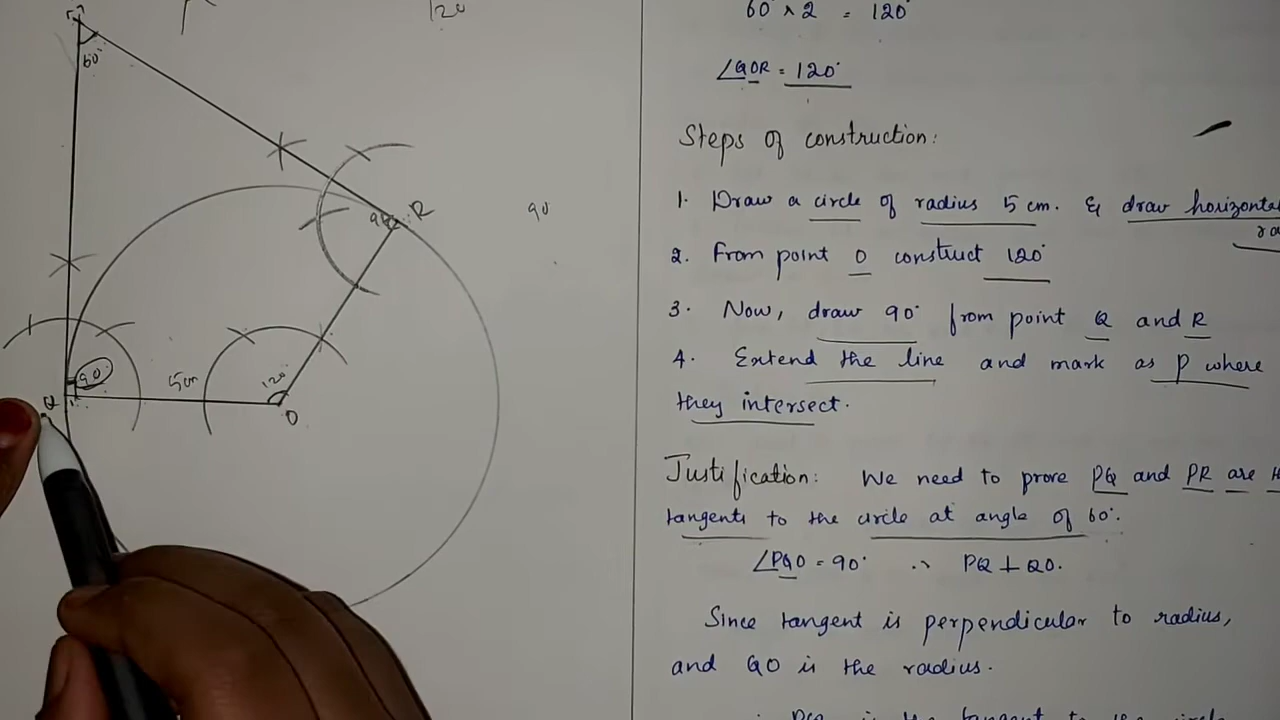 P
60°
120
R
90
90
90°
5cm
120°
Q
O
60° × 2 = 120°
∠QOR = 120°
Steps of construction:
1. Draw a circle of radius 5 cm. & draw horizontal
2. From point O construct 120°
3. Now, draw 90° from point Q and R
4. Extend the line and mark as P where
they intersect.
Justification: We need to prove PQ and PR are
tangents to the circle at angle of 60°.
∠PQO = 90° ∴ PQ ⊥ QO.
Since tangent is perpendicular to radius,
and QO is the radius.